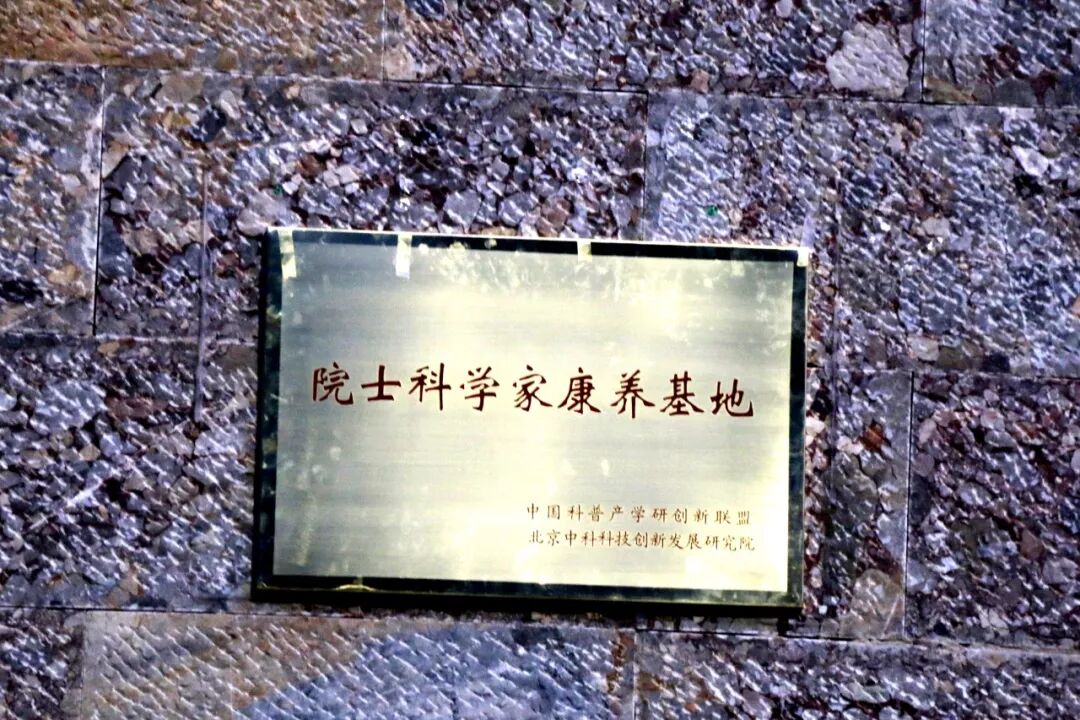 院士科学家康养基地
中国科普产学研创新联盟
北京中科科技创新发展研究院